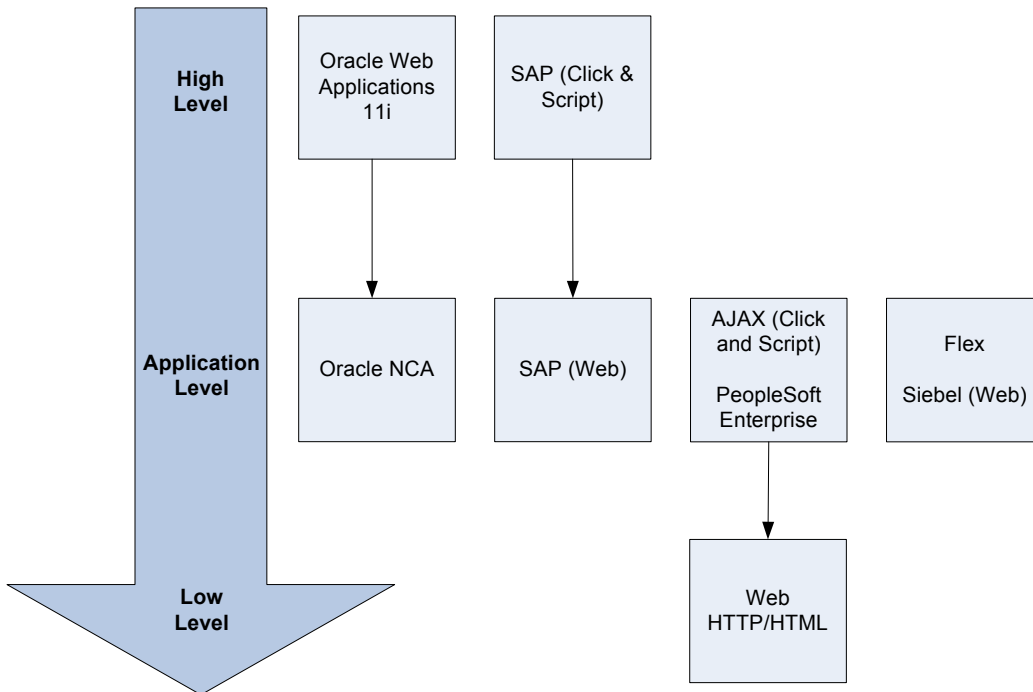 High
Level
Oracle Web
Applications
11i
SAP (Click &
Script)
Application
Level
Oracle NCA
SAP (Web)
AJAX (Click
and Script)
PeopleSoft
Enterprise
Flex
Siebel (Web)
Low
Level
Web
HTTP/HTML